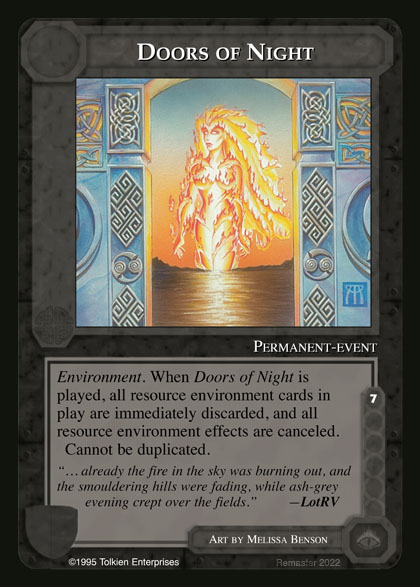 Doors of Night
Permanent-event
Environment. When Doors of Night is
played, all resource environment cards in
play are immediately discarded, and all
resource environment effects are canceled.
Cannot be duplicated.
7
“… already the fire in the sky was burning out, and
the smouldering hills were fading, while ash-grey
evening crept over the fields.” —LotRV
Art by Melissa Benson
©1995 Tolkien Enterprises
Remaster 2022